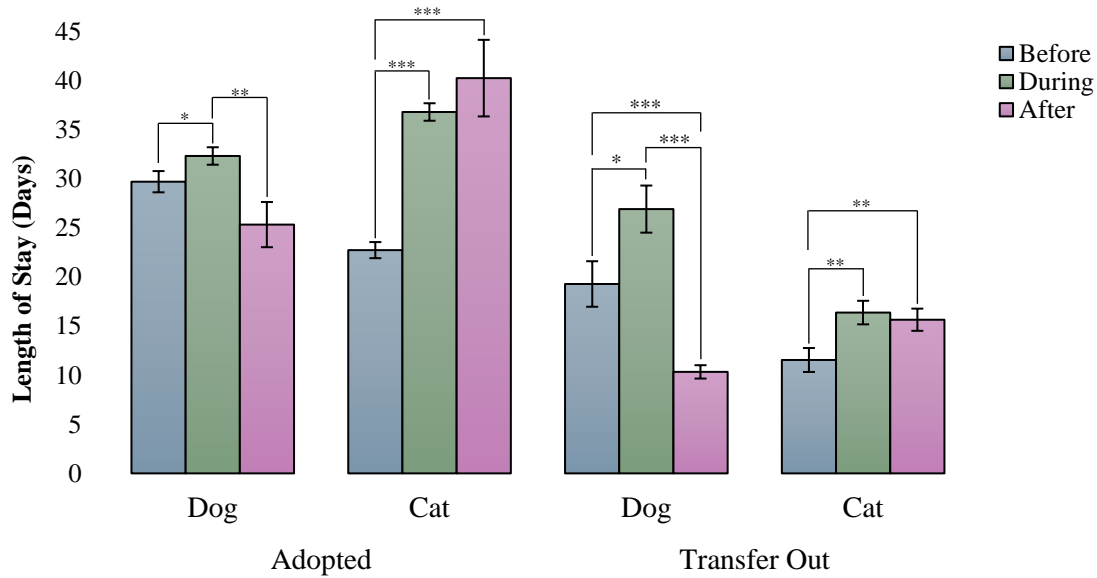 Length of Stay (Days)
45
40
35
30
25
20
15
10
5
0
*
**
***
***
***
*
***
**
**
Before
During
After
Dog
Cat
Dog
Cat
Adopted
Transfer Out